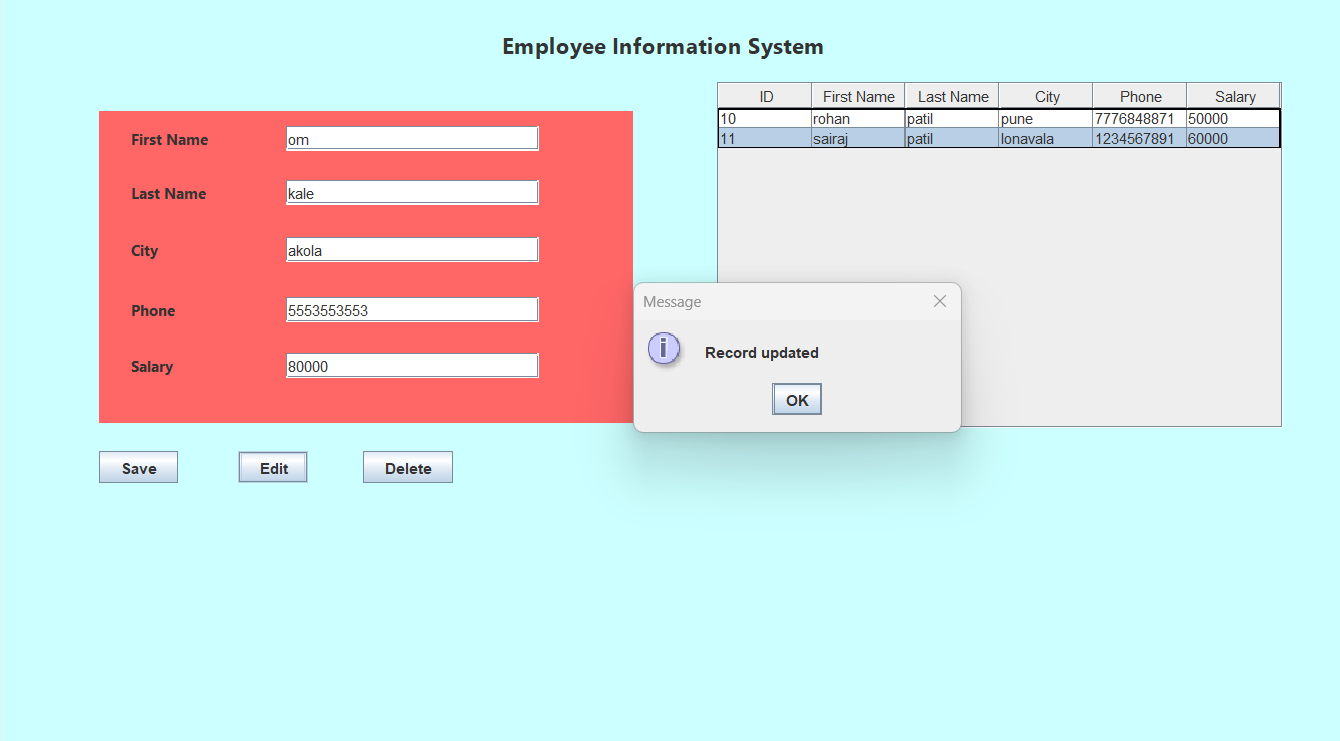 Employee Information System
First Name om
Last Name kale
City akola
Phone 5553553553
Salary 80000
Save Edit Delete
ID First Name Last Name City Phone Salary
10 rohan patil pune 7776848871 50000
11 sairaj patil lonavala 1234567891 60000
Message
i
Record updated
OK